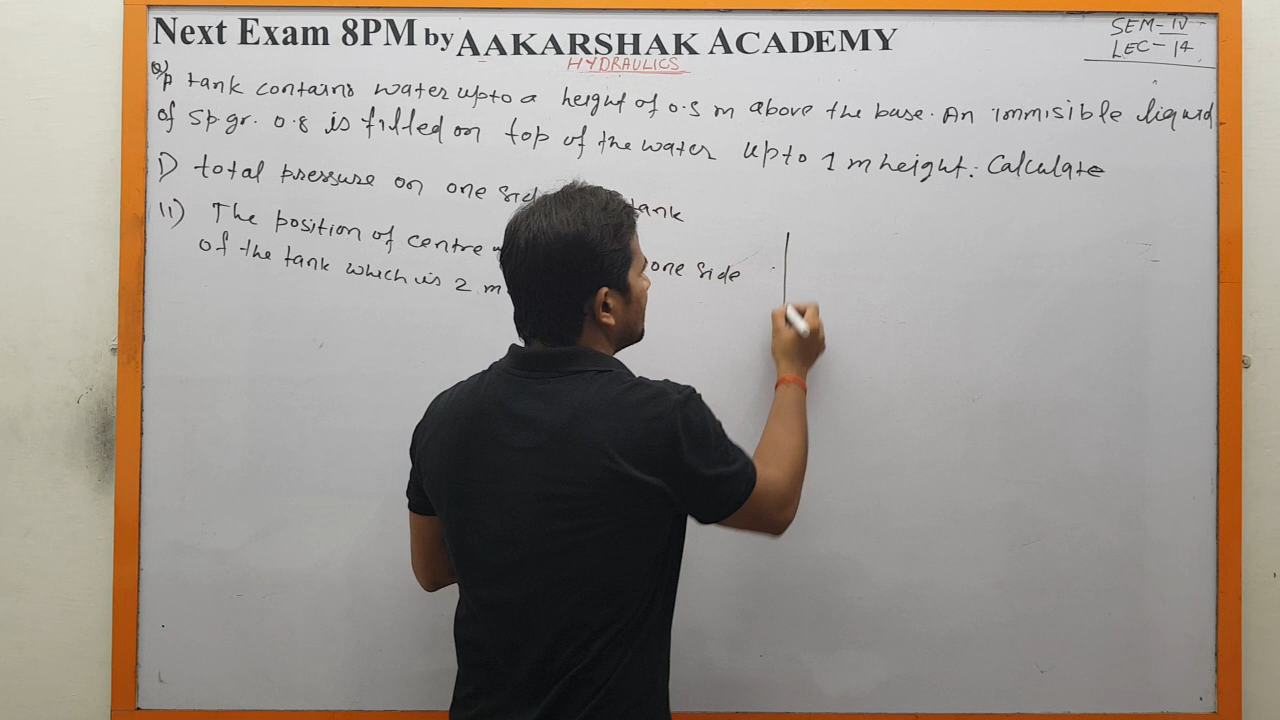 Next Exam 8PM by AAKARSHAK ACADEMY
SEM-IV
LEC-14
HYDRAULICS
Q) A tank contains water upto a height of 0.5 m above the base. An immisible liquid
of Sp.gr. 0.8 is filled on top of the water upto 1 m height. Calculate
I) total pressure on one sid tank
II) The position of centre one side
of the tank which is 2 m